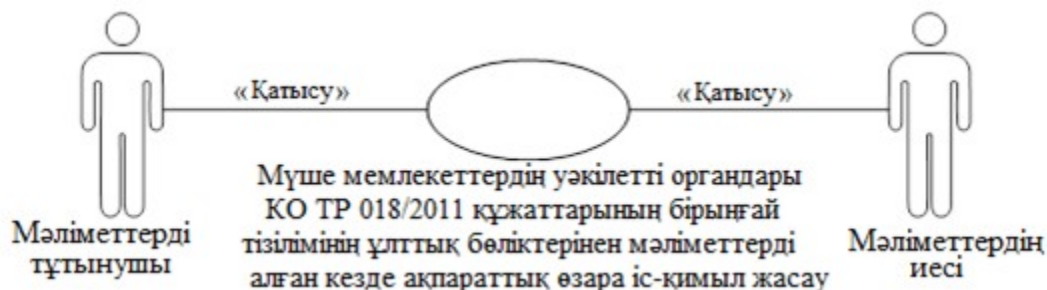 «Қатысу»
«Қатысу»
Мүше мемлекеттердің уәкілетті органдары
КО ТР 018/2011 құжаттарының бірыңғай
тізілімінің ұлттық бөліктерінен мәліметтерді
алған кезде ақпараттық өзара іс-қимыл жасау
Мәліметтерді
тұтынушы
Мәліметтердің
иесі